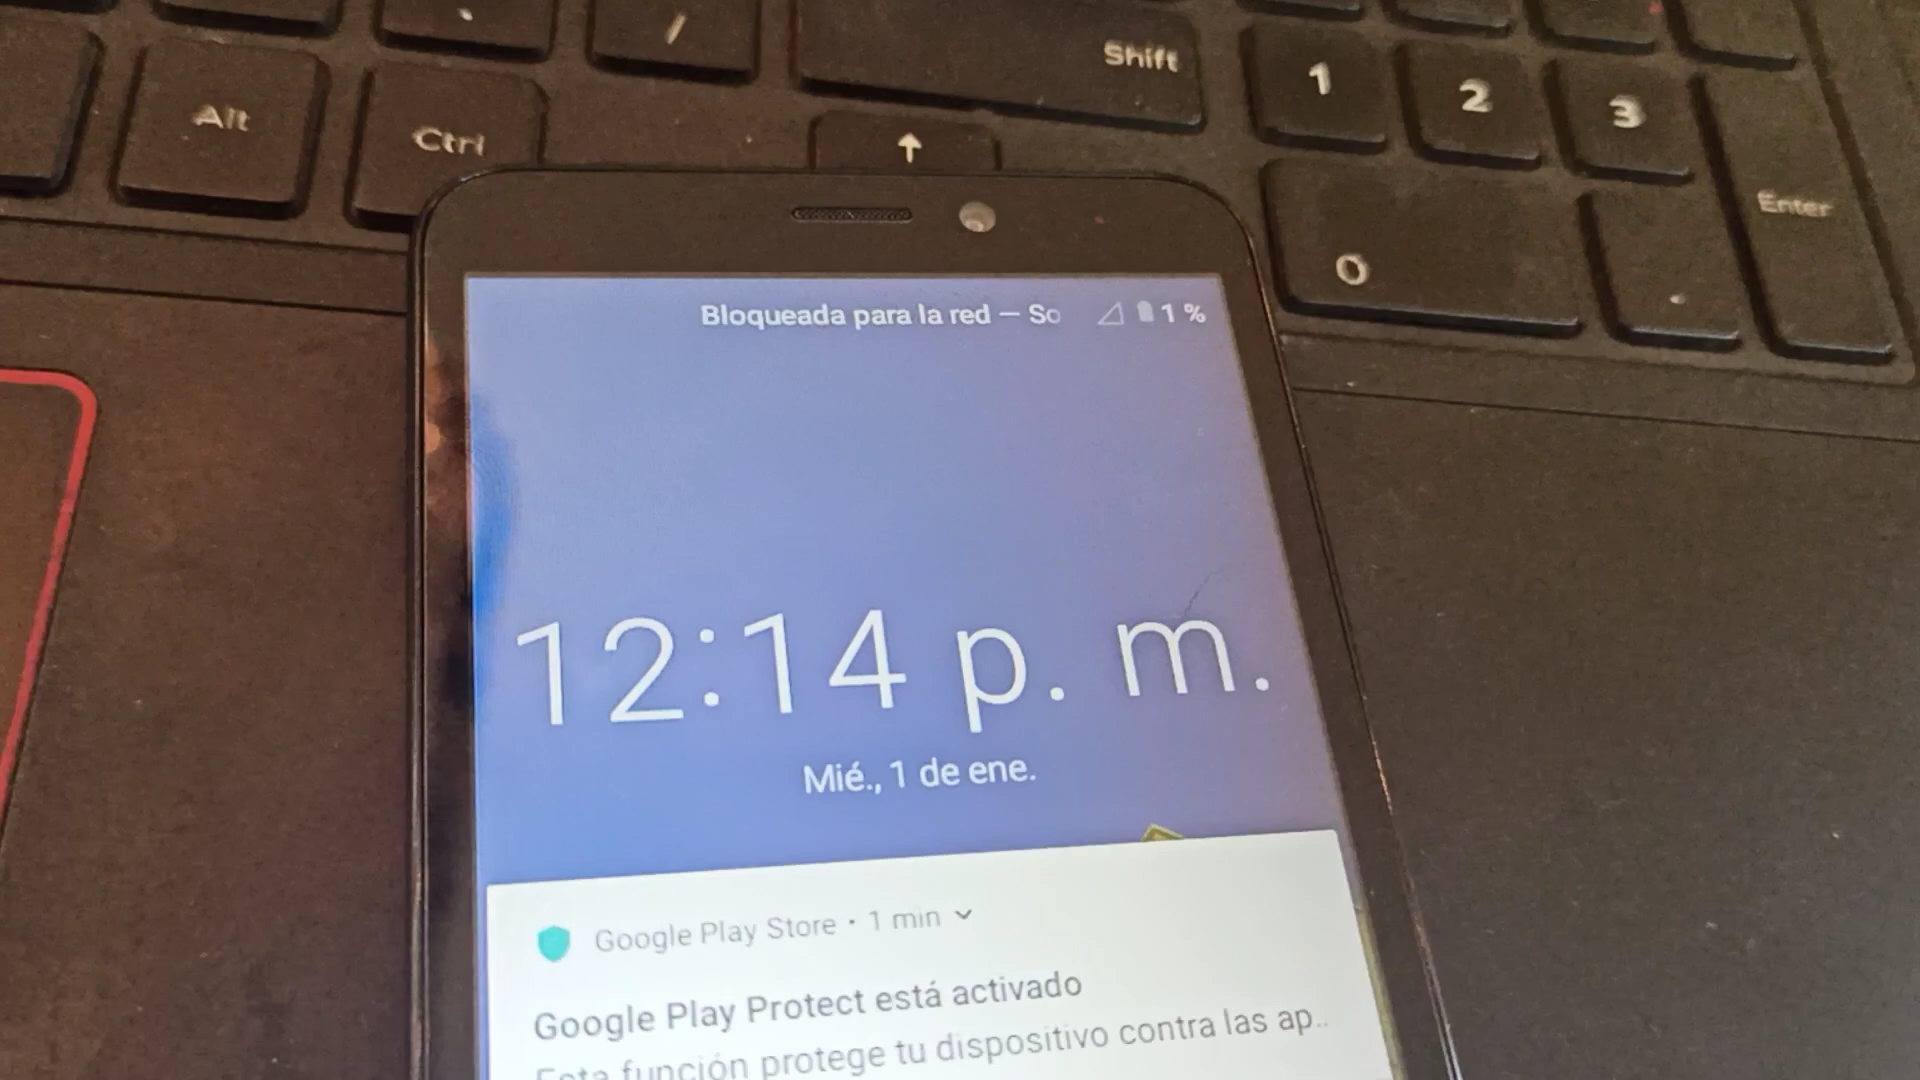 /
Shift
1
2
3
Alt
Ctrl
↑
Enter
0
.
Bloqueada para la red — So
1 %
12:14 p. m.
Mié., 1 de ene.
Google Play Store • 1 min
Google Play Protect está activado
Esta función protege tu dispositivo contra las ap..